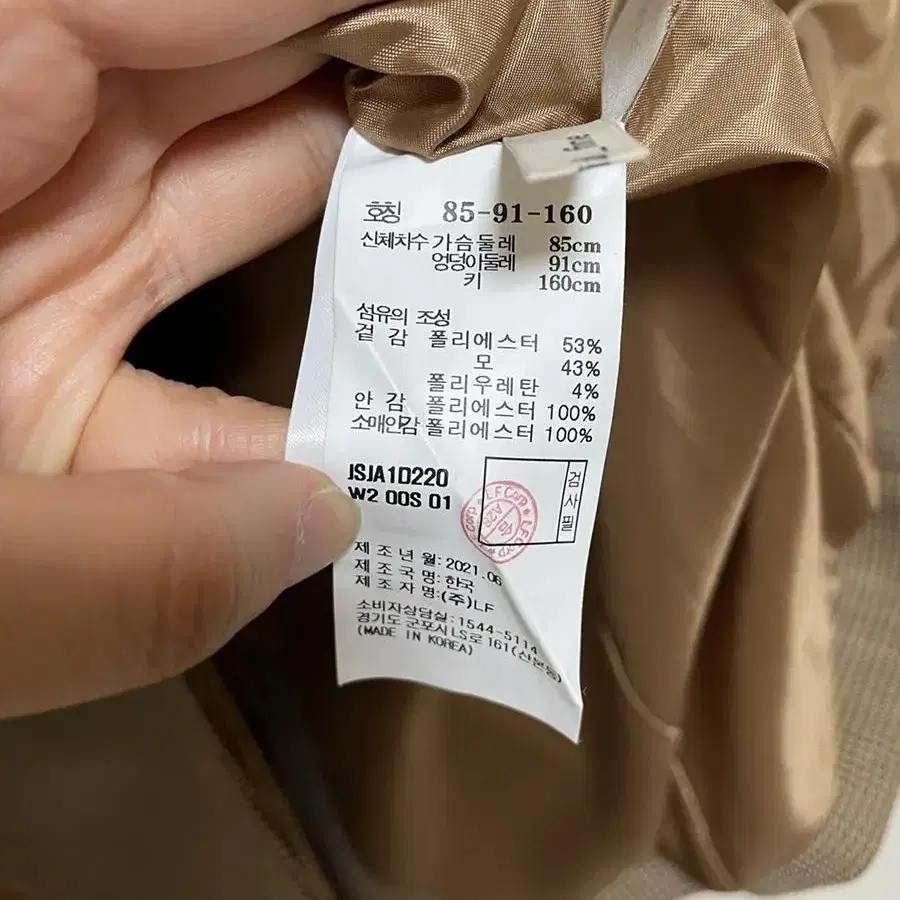 호칭 85-91-160
신체치수 가슴둘레 85cm
엉덩이둘레 91cm
키 160cm
섬유의 조성
겉 감 폴리에스터 53%
모 43%
폴리우레탄 4%
안 감 폴리에스터 100%
소매안감 폴리에스터 100%
JSJA1D220
W2 00S 01
검사필
LF Corp
제조년월:2021.06
제조국명:한국
제조자명:(주)LF
소비자상담실:1544-5114
경기도 군포시 LS로 161(산본동)
(MADE IN KOREA)